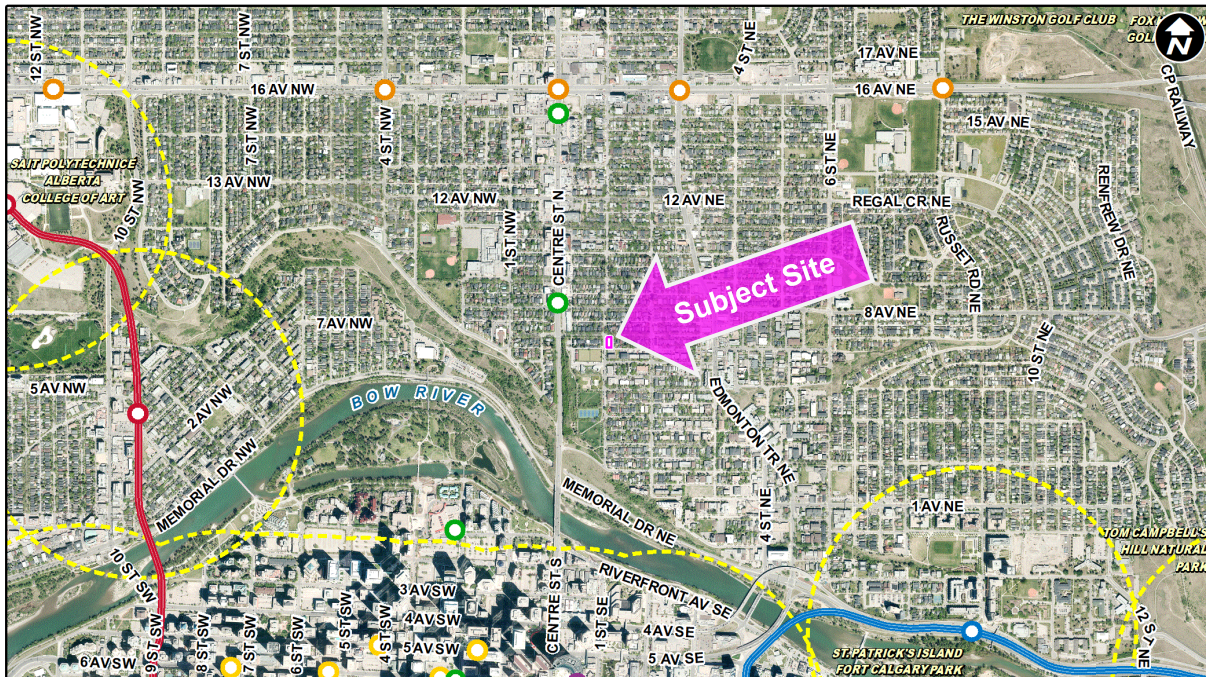 THE WINSTON GOLF CLUB
N
12 ST NW
7 ST NW
4 ST NE
17 AV NE
CP RAILWAY
16 AV NW
16 AV NE
4 ST NW
7 ST NW
15 AV NE
6 ST NE
SAIT POLYTECHNICE
ALBERTA
COLLEGE OF ART
13 AV NW
10 ST NW
12 AV NW
12 AV NE
1 ST NW
CENTRE ST N
REGAL CR NE
RENFREW DR NE
RUSSET RD NE
Subject Site
7 AV NW
8 AV NE
10 ST NE
5 AV NW
2 AV NW
BOW RIVER
EDMONTON TR NE
MEMORIAL DR NW
MEMORIAL DR NE
4 ST NE
1 AV NE
TOM CAMPBELL'S
HILL NATURAL
PARK
10 ST SW
CENTRE ST S
RIVERFRONT AV SE
3 AV SW
4 AV SW
5 AV SW
6 AV SW
9 ST SW
8 ST SW
7 ST SW
6 ST SW
5 ST SW
4 ST SW
1 ST SE
4 AV SE
5 AV SE
12 ST NE
ST.PATRICK'S ISLAND
FORT CALGARY PARK